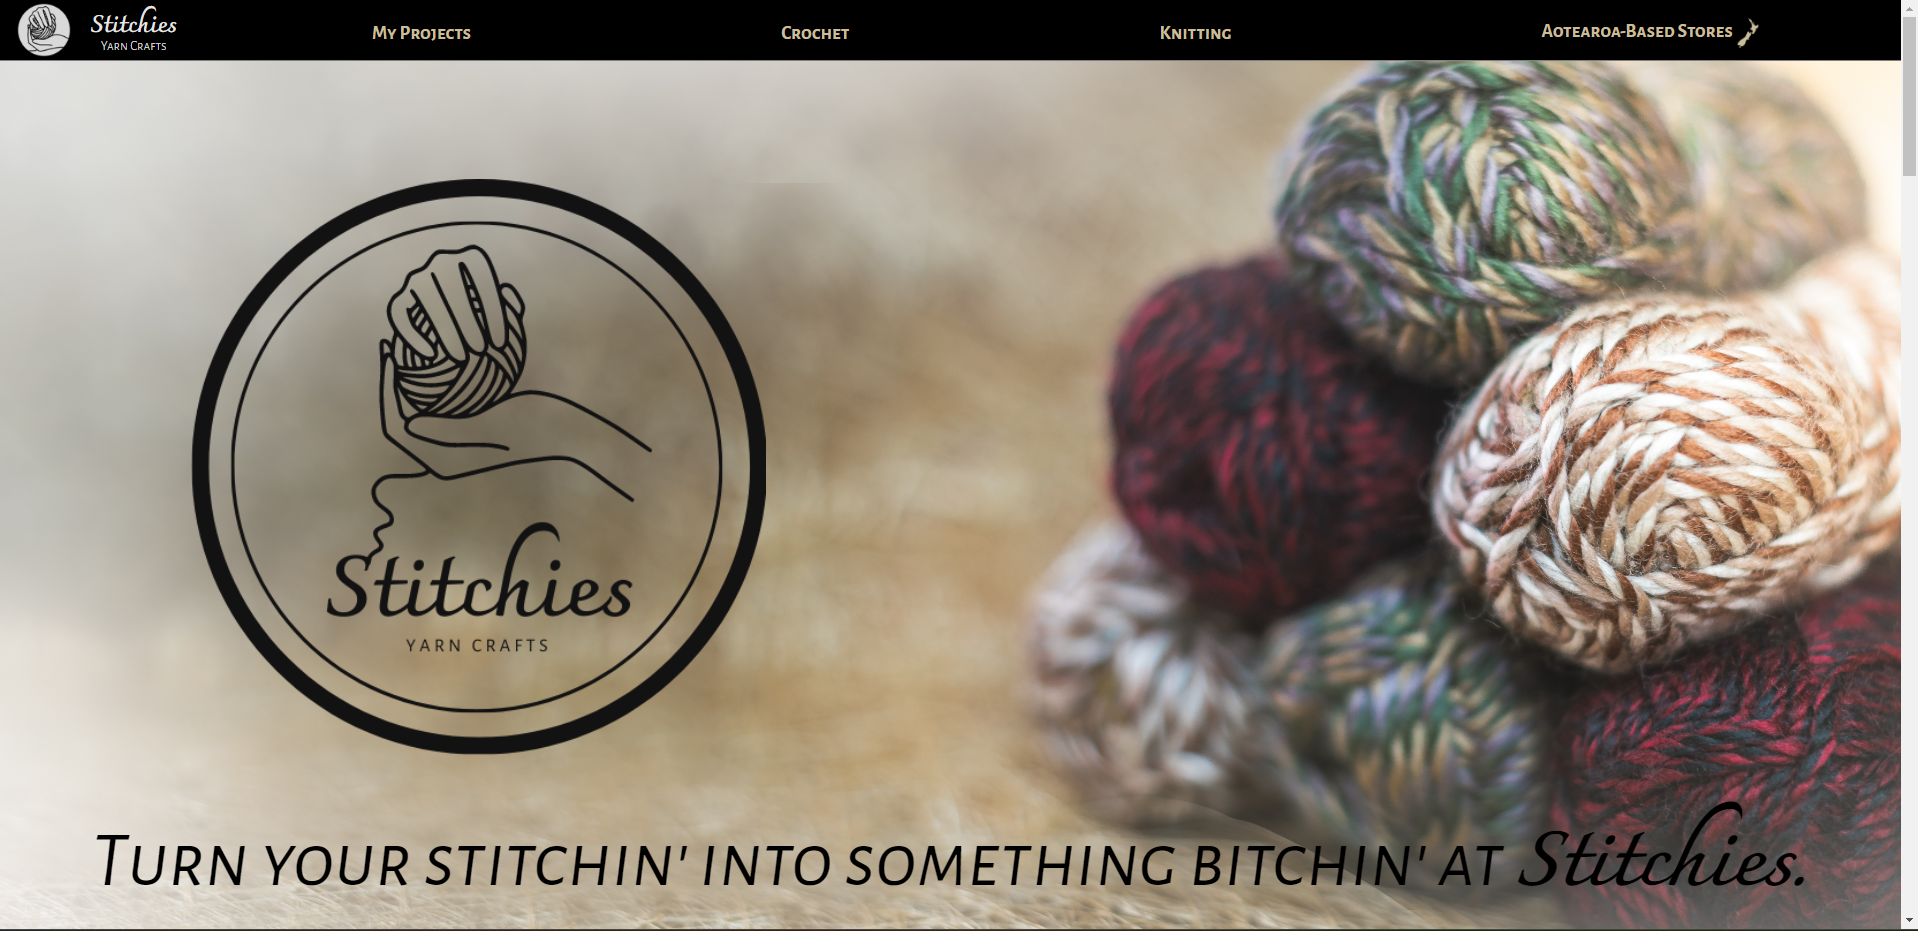 Stitchies
Yarn Crafts
My Projects
Crochet
Knitting
Aotearoa-Based Stores
Stitchies
YARN CRAFTS
Turn your stitchin' into something bitchin' at Stitchies.